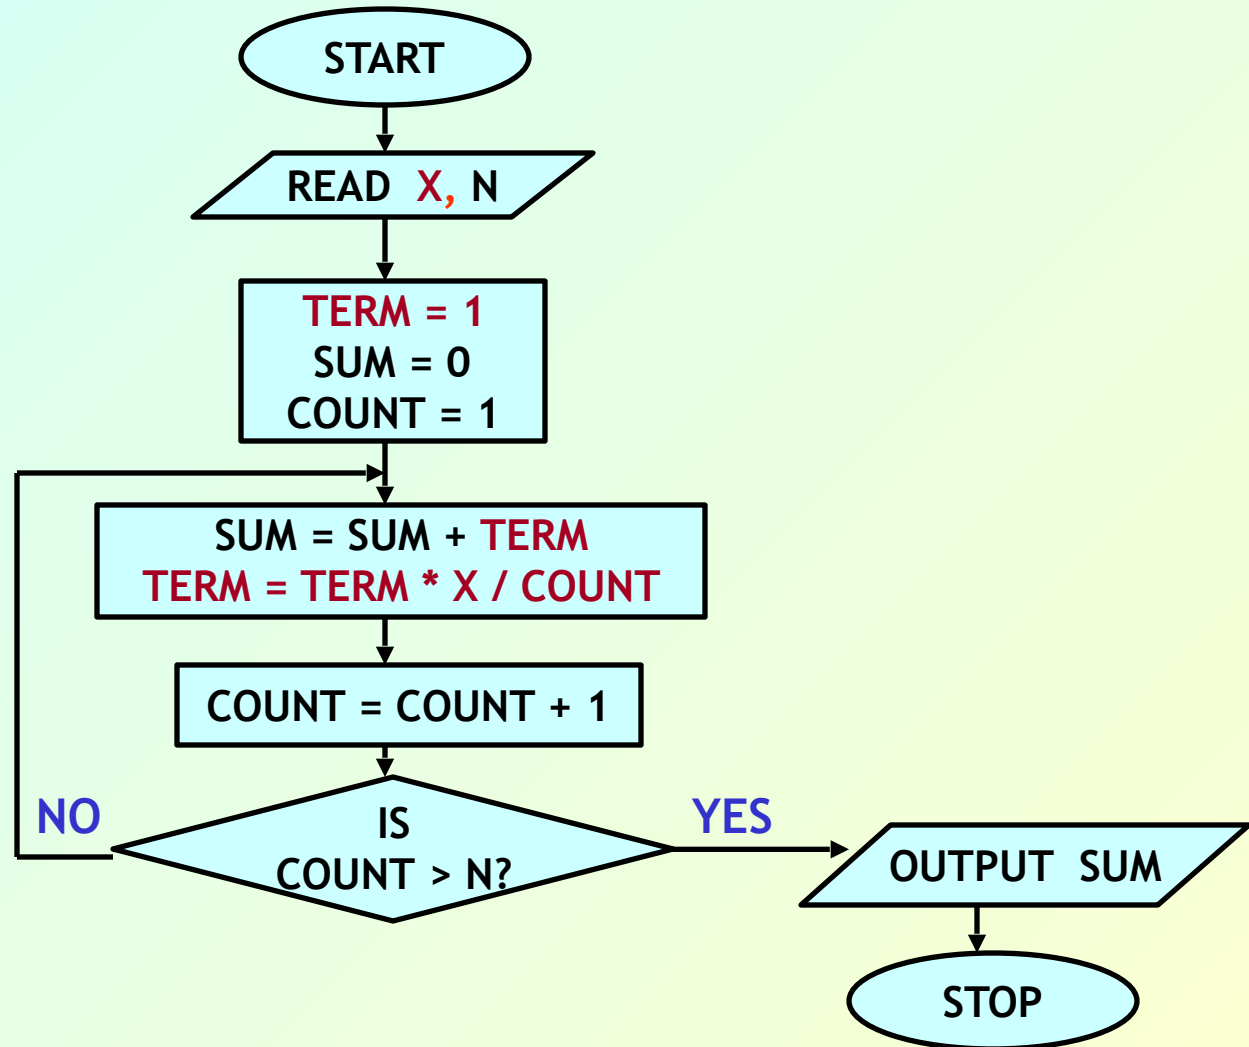 START
READ X, N
TERM = 1
SUM = 0
COUNT = 1
SUM = SUM + TERM
TERM = TERM * X / COUNT
COUNT = COUNT + 1
IS
COUNT > N?
NO
YES
OUTPUT SUM
STOP